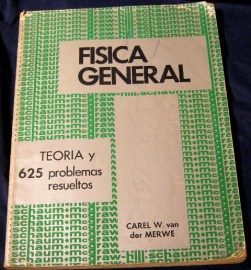 FISICA
GENERAL
TEORIA y
625 problemas
resueltos
CAREL W. van
der MERWE